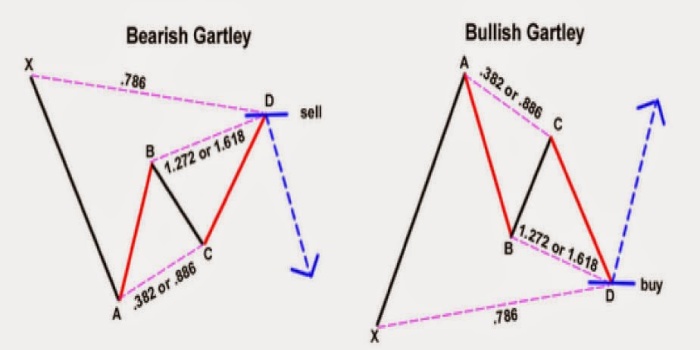 Bearish Gartley
X
.786
D
sell
B
1.272 or 1.618
C
.382 or .886
A
Bullish Gartley
A
.382 or .886
C
B
1.272 or 1.618
D
buy
.786
X